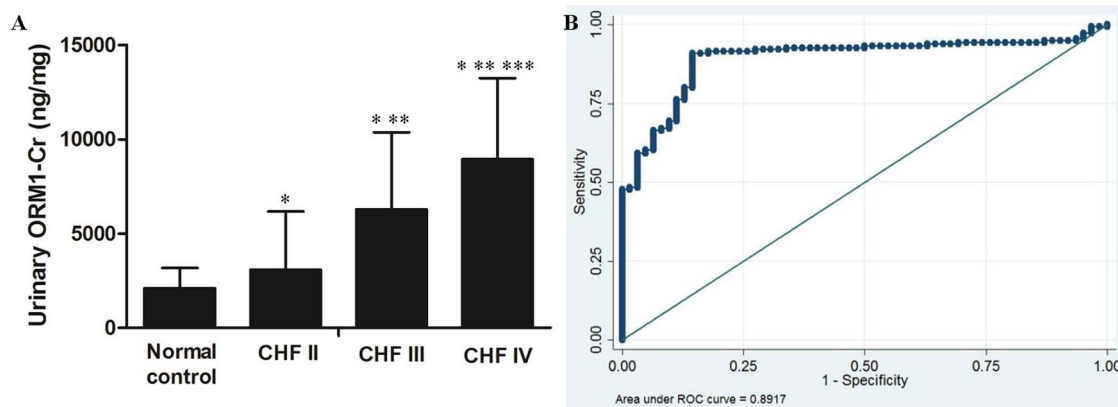 A
Urinary ORM1-Cr (ng/mg)
15000
10000
5000
0
*
* **
* ** ***
Normal
control
CHF II
CHF III
CHF IV
B
Sensitivity
1.00
0.75
0.50
0.25
0.00
0.00
0.25
0.50
0.75
1.00
1 - Specificity
Area under ROC curve = 0.8917